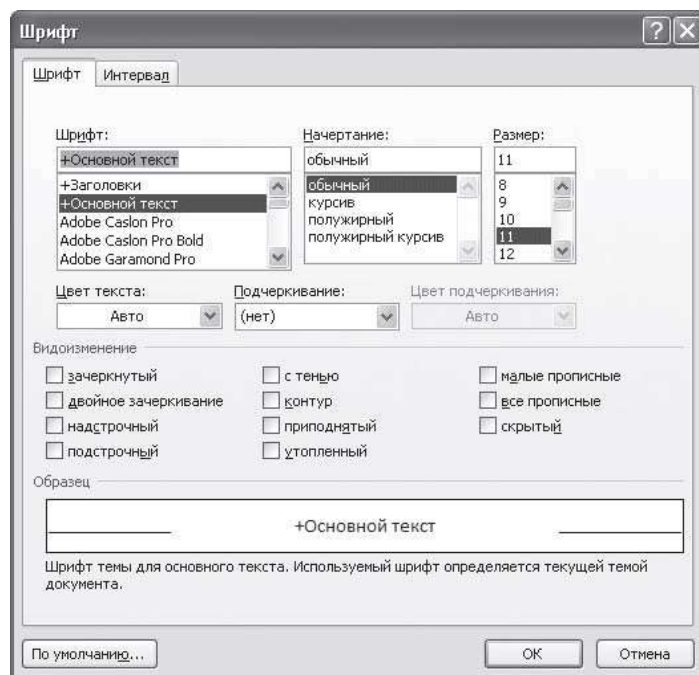 Шрифт
Шрифт Интервал
Шрифт: Начертание: Размер:
+Основной текст обычный 11
+Заголовки обычный 8
+Основной текст курсив 9
Adobe Caslon Pro полужирный 10
Adobe Caslon Pro Bold полужирный курсив 11
Adobe Garamond Pro 12
Цвет текста: Подчеркивание: Цвет подчеркивания:
Авто (нет) Авто
Видоизменение
зачеркнутый с тенью малые прописные
двойное зачеркивание контур все прописные
надстрочный приподнятый скрытый
подстрочный утопленный
Образец
+Основной текст
Шрифт темы для основного текста. Используемый шрифт определяется текущей темой
документа.
По умолчанию... ОК Отмена